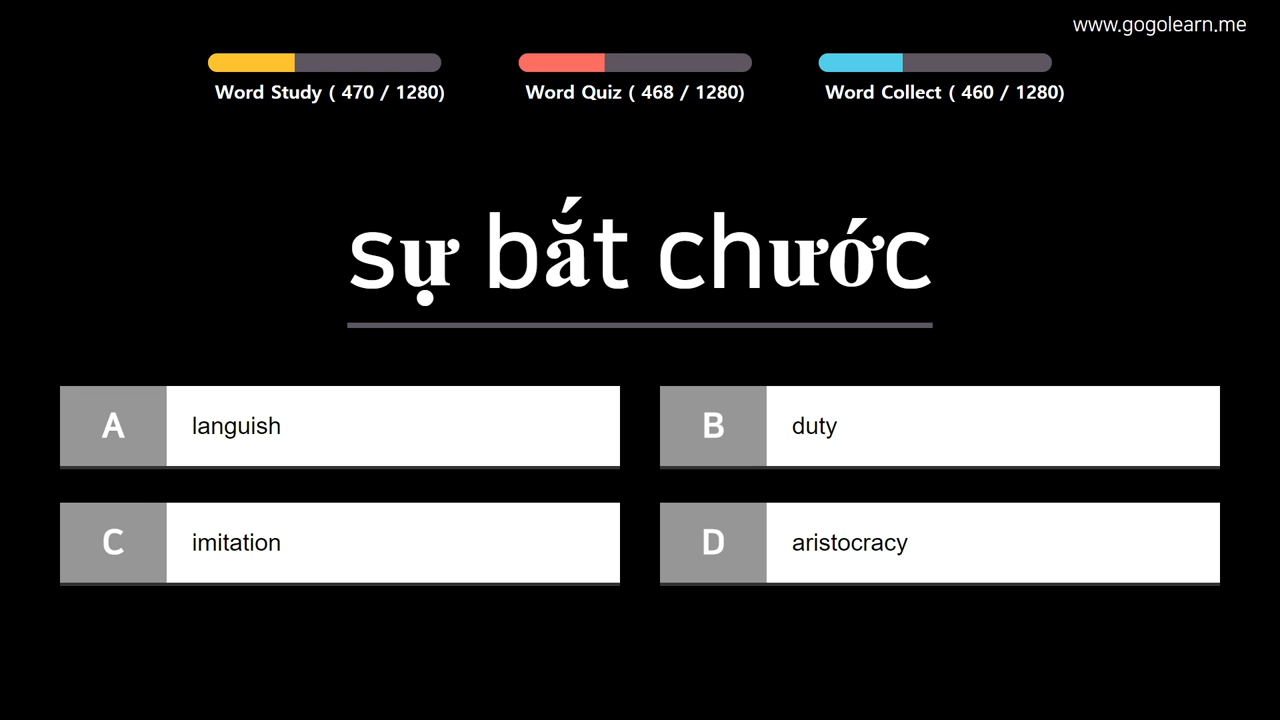 www.gogolearn.me
Word Study ( 470 / 1280)
Word Quiz ( 468 / 1280)
Word Collect ( 460 / 1280)
sự bắt chước
A languish
B duty
C imitation
D aristocracy